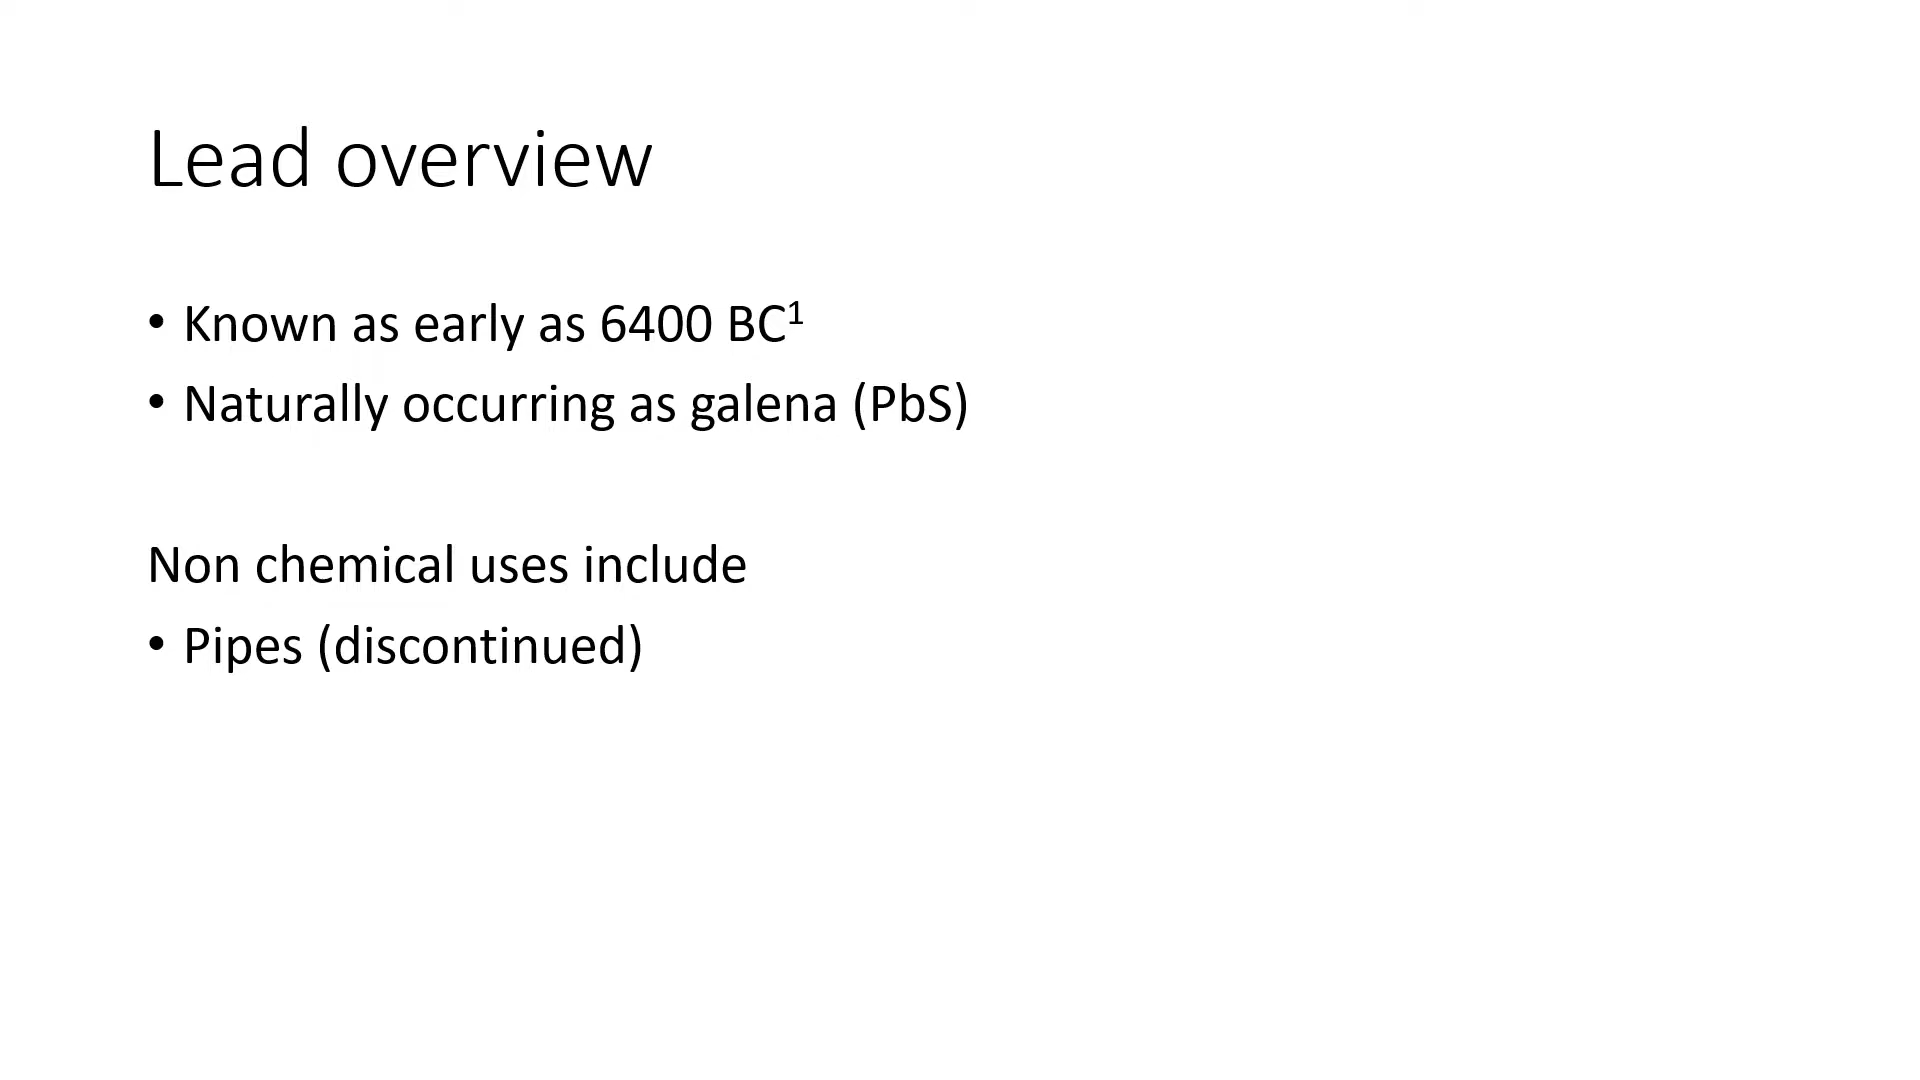 Lead overview
• Known as early as 6400 BC¹
• Naturally occurring as galena (PbS)
Non chemical uses include
• Pipes (discontinued)